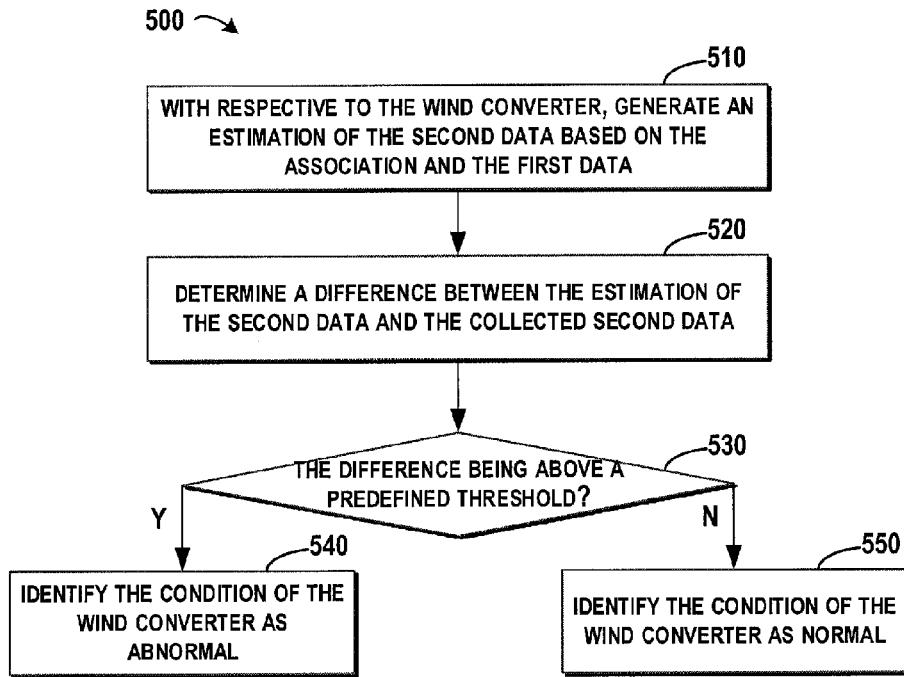 500
510
WITH RESPECTIVE TO THE WIND CONVERTER, GENERATE AN
ESTIMATION OF THE SECOND DATA BASED ON THE
ASSOCIATION AND THE FIRST DATA
520
DETERMINE A DIFFERENCE BETWEEN THE ESTIMATION OF
THE SECOND DATA AND THE COLLECTED SECOND DATA
530
THE DIFFERENCE BEING ABOVE A
PREDEFINED THRESHOLD?
Y
N
540
IDENTIFY THE CONDITION OF THE
WIND CONVERTER AS
ABNORMAL
550
IDENTIFY THE CONDITION OF THE
WIND CONVERTER AS NORMAL